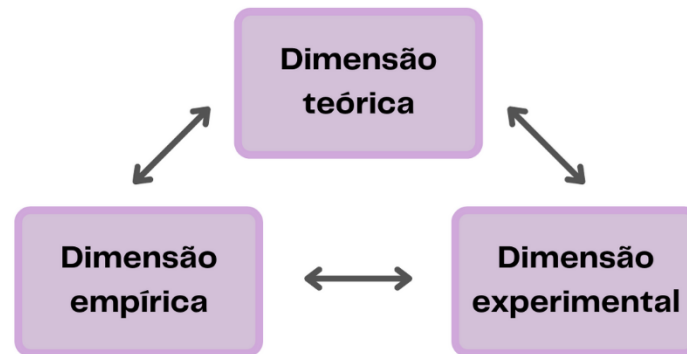 Dimensão
teórica
Dimensão
empírica
Dimensão
experimental